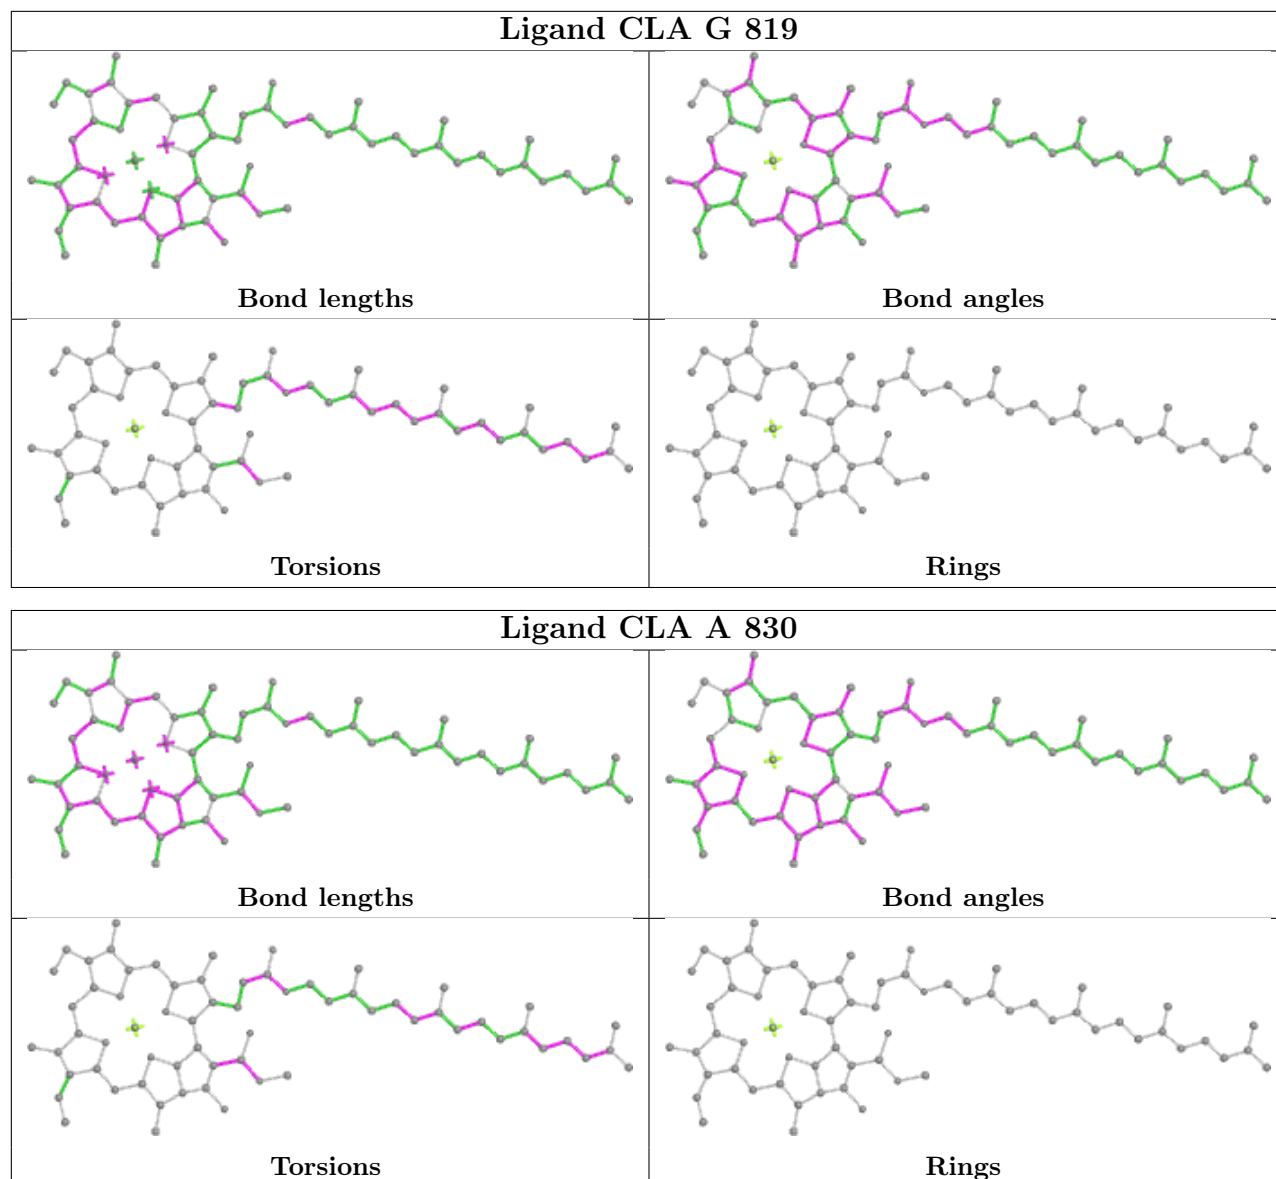 Ligand CLA G 819
Bond lengths
Bond angles
Torsions
Rings
Ligand CLA A 830
Bond lengths
Bond angles
Torsions
Rings